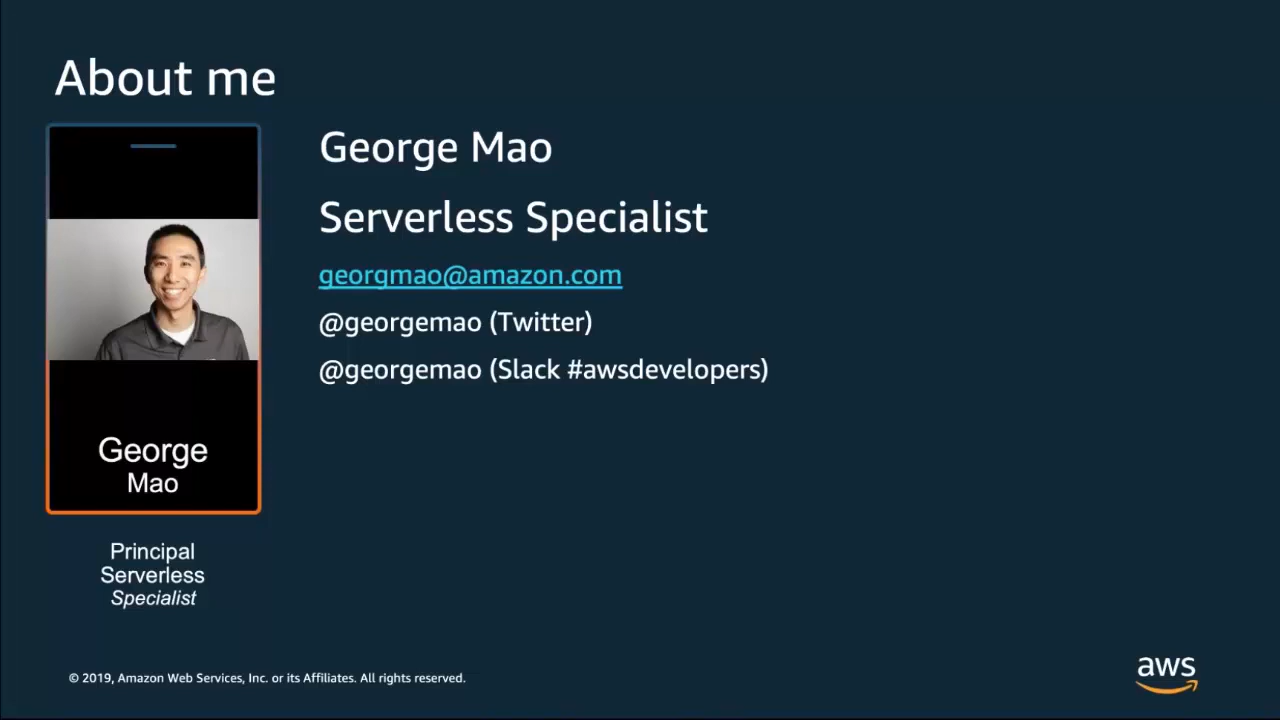 About me
George Mao
Serverless Specialist
georgmao@amazon.com
@georgemao (Twitter)
@georgemao (Slack #awsdevelopers)
George
Mao
Principal
Serverless
Specialist
© 2019, Amazon Web Services, Inc. or its Affiliates. All rights reserved.
aws